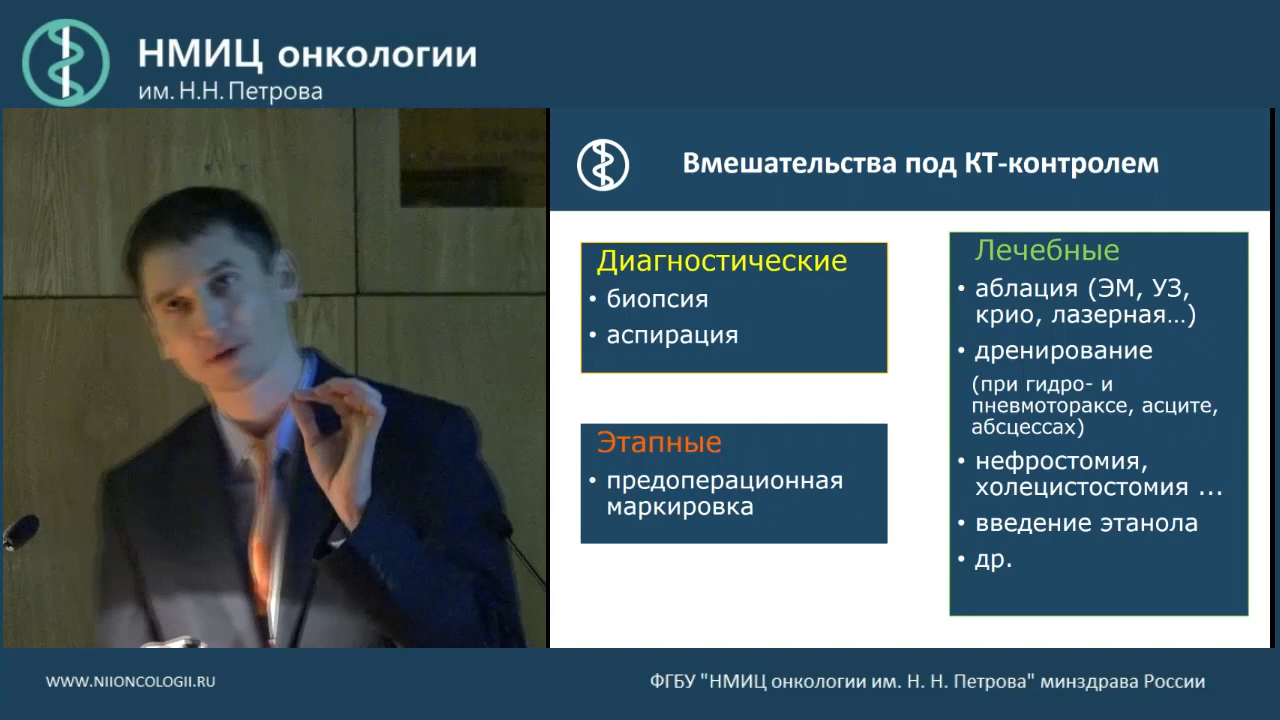 НМИЦ онкологии
им. Н.Н. Петрова
Вмешательства под КТ-контролем
Диагностические
• биопсия
• аспирация
Этапные
• предоперационная
маркировка
Лечебные
• аблация (ЭМ, УЗ,
крио, лазерная...)
• дренирование
(при гидро- и
пневмотораксе, асците,
абсцессах)
• нефростомия,
холецистостомия ...
• введение этанола
• др.
WWW.NIIONCOLOGII.RU
ФГБУ "НМИЦ онкологии им. Н. Н. Петрова" минздрава России